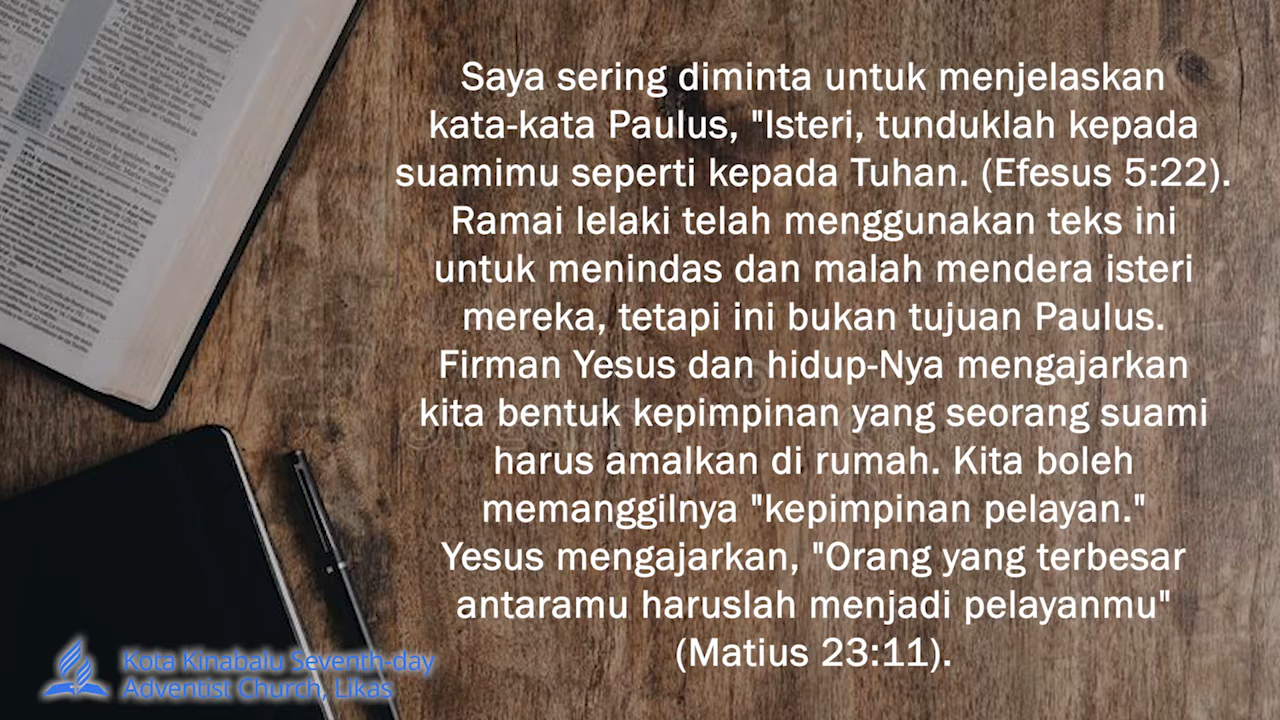 Saya sering diminta untuk menjelaskan
kata-kata Paulus, "Isteri, tunduklah kepada
suamimu seperti kepada Tuhan. (Efesus 5:22).
Ramai lelaki telah menggunakan teks ini
untuk menindas dan malah mendera isteri
mereka, tetapi ini bukan tujuan Paulus.
Firman Yesus dan hidup-Nya mengajarkan
kita bentuk kepimpinan yang seorang suami
harus amalkan di rumah. Kita boleh
memanggilnya "kepimpinan pelayan."
Yesus mengajarkan, "Orang yang terbesar
antaramu haruslah menjadi pelayanmu"
(Matius 23:11).
Kota Kinabalu Seventh-day
Adventist Church, Likas